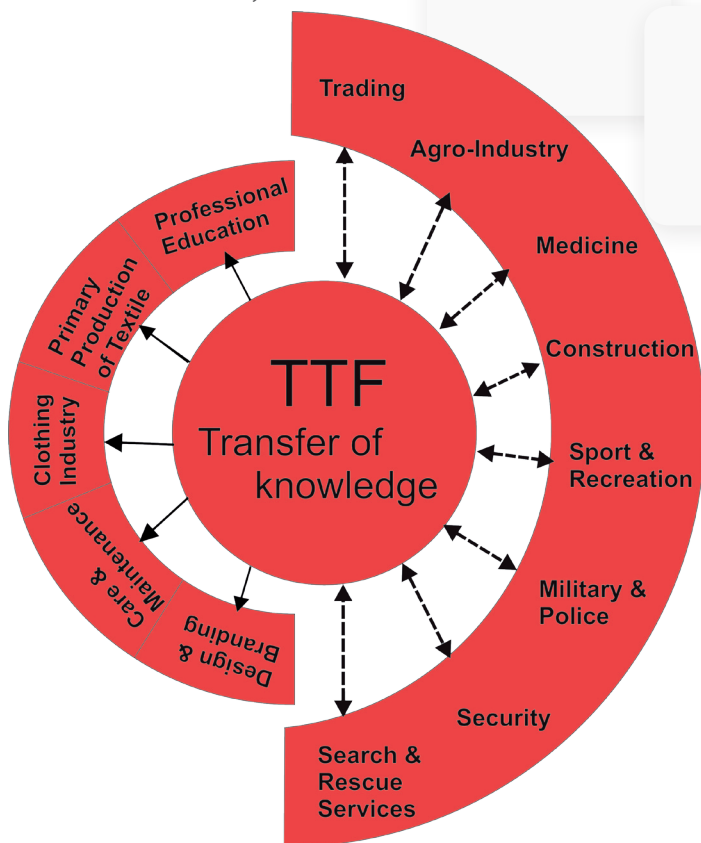 Trading
Agro-Industry
Medicine
Construction
Sport &
Recreation
Military &
Police
Security
Search &
Rescue
Services
TTF
Transfer of
knowledge
Professional
Education
Primary
Production
of Textile
Clothing
Industry
Care &
Maintenance
Design &
Branding